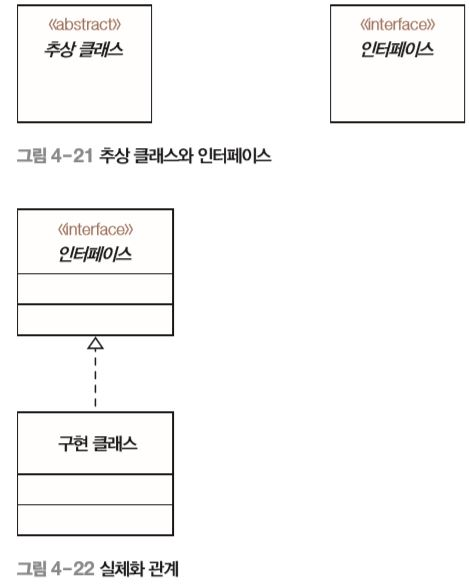 《abstract》
추상 클래스
《interface》
인터페이스
그림 4-21 추상 클래스와 인터페이스
《interface》
인터페이스
구현 클래스
그림 4-22 실체화 관계